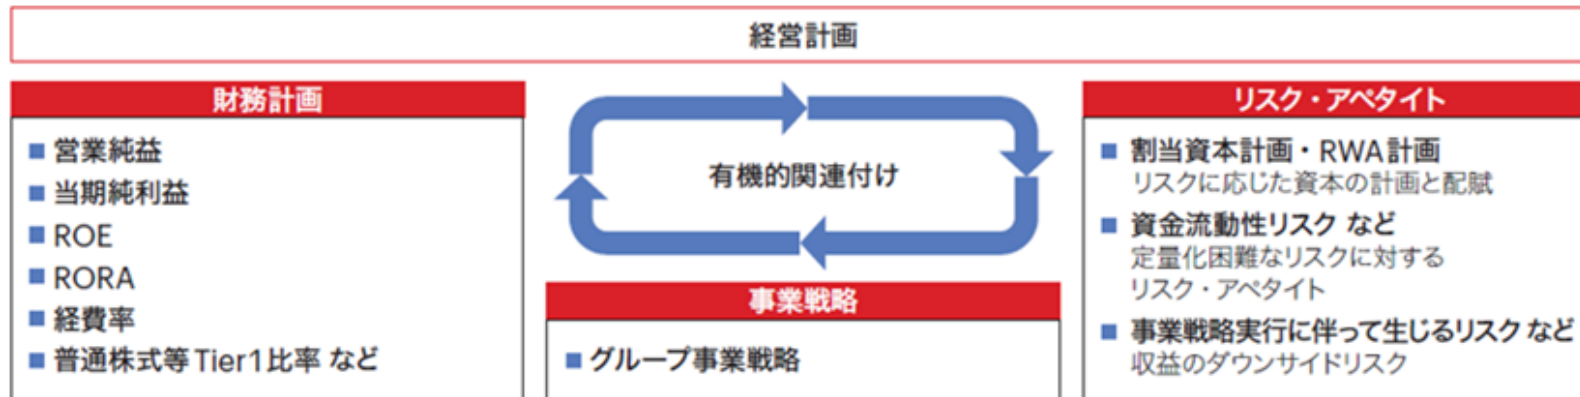 経営計画
財務計画
営業純益
当期純利益
ROE
RORA
経費率
普通株式等Tier1比率 など
有機的関連付け
事業戦略
グループ事業戦略
リスク・アペタイト
割当資本計画・RWA計画
リスクに応じた資本の計画と配賦
資金流動性リスク など
定量化困難なリスクに対する
リスク・アペタイト
事業戦略実行に伴って生じるリスク など
収益のダウンサイドリスク